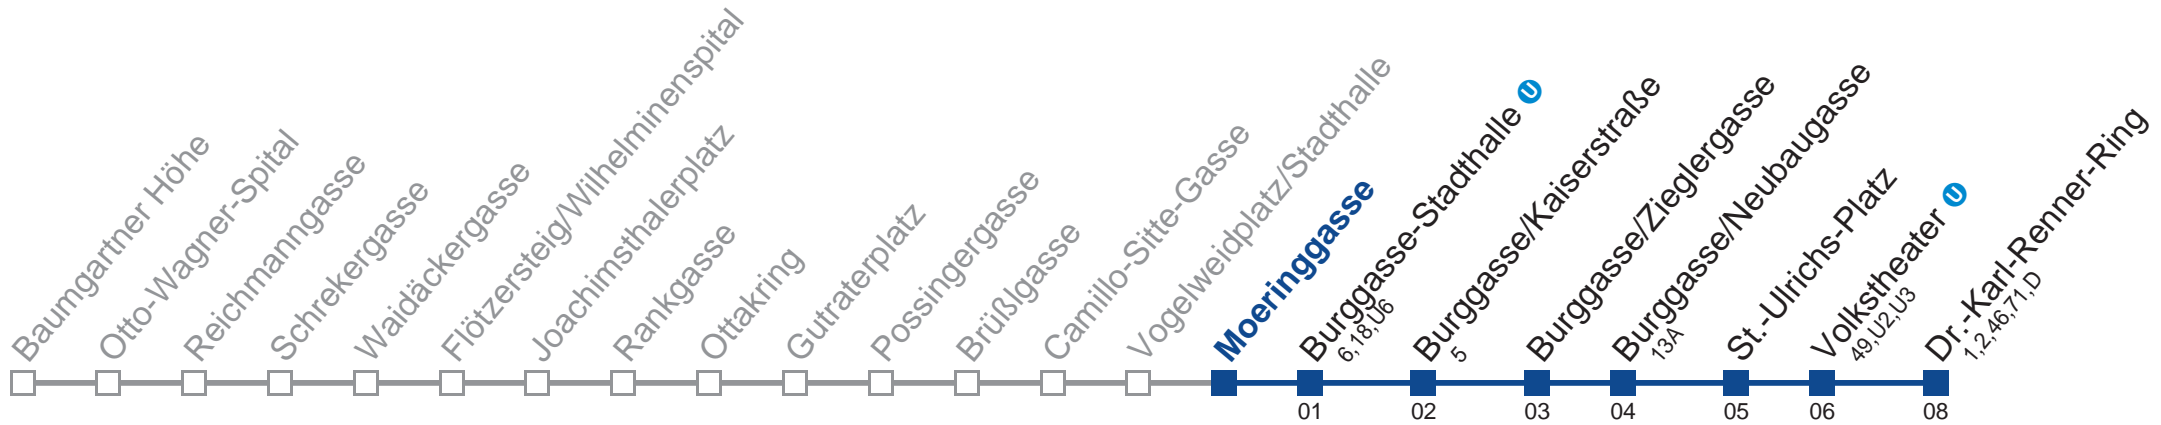 Baumgartner Höhe
Otto-Wagner-Spital
Reichmanngasse
Schrekergasse
Waidäckergasse
Flötzersteig/Wilhelminenspital
Joachimsthalerplatz
Rankgasse
Ottakring
Gutraterplatz
Possingergasse
Brüßlgasse
Camillo-Sitte-Gasse
Vogelweidplatz/Stadthalle
Moeringgasse
Burggasse-Stadthalle U
6,18,U6
Burggasse/Kaiserstraße
5
Burggasse/Zieglergasse
Burggasse/Neubaugasse
13A
St.-Ulrichs-Platz
Volkstheater U
49,U2,U3
Dr.-Karl-Renner-Ring
1,2,46,71,D
01 02 03 04 05 06 08